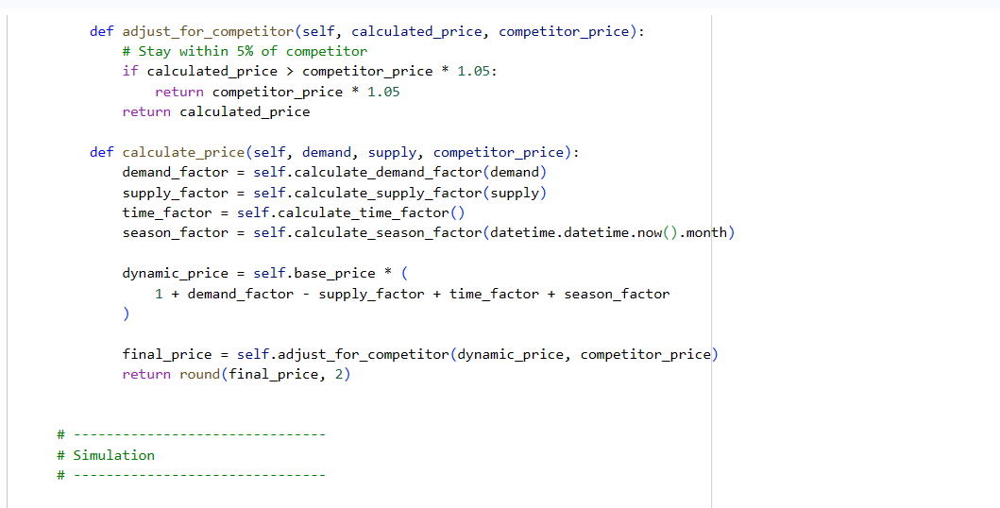 def adjust_for_competitor(self, calculated_price, competitor_price):
# Stay within 5% of competitor
if calculated_price > competitor_price * 1.05:
return competitor_price * 1.05
return calculated_price
def calculate_price(self, demand, supply, competitor_price):
demand_factor = self.calculate_demand_factor(demand)
supply_factor = self.calculate_supply_factor(supply)
time_factor = self.calculate_time_factor()
season_factor = self.calculate_season_factor(datetime.datetime.now().month)
dynamic_price = self.base_price * (
1 + demand_factor - supply_factor + time_factor + season_factor
)
final_price = self.adjust_for_competitor(dynamic_price, competitor_price)
return round(final_price, 2)
# -------------------------------
# Simulation
# -------------------------------